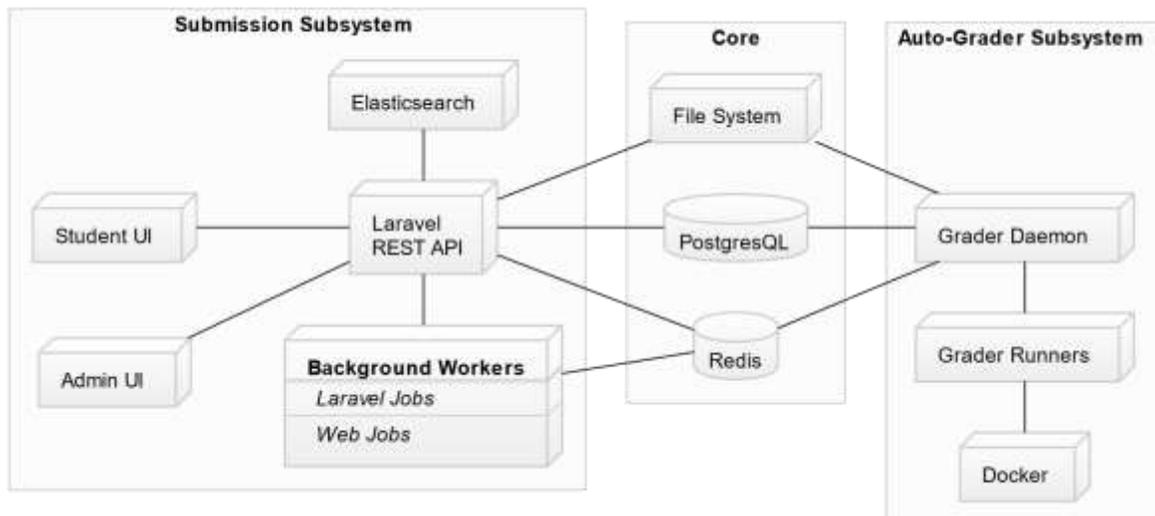 Submission Subsystem
Elasticsearch
Student UI
Laravel
REST API
Admin UI
Background Workers
Laravel Jobs
Web Jobs
Core
File System
PostgresQL
Redis
Auto-Grader Subsystem
Grader Daemon
Grader Runners
Docker